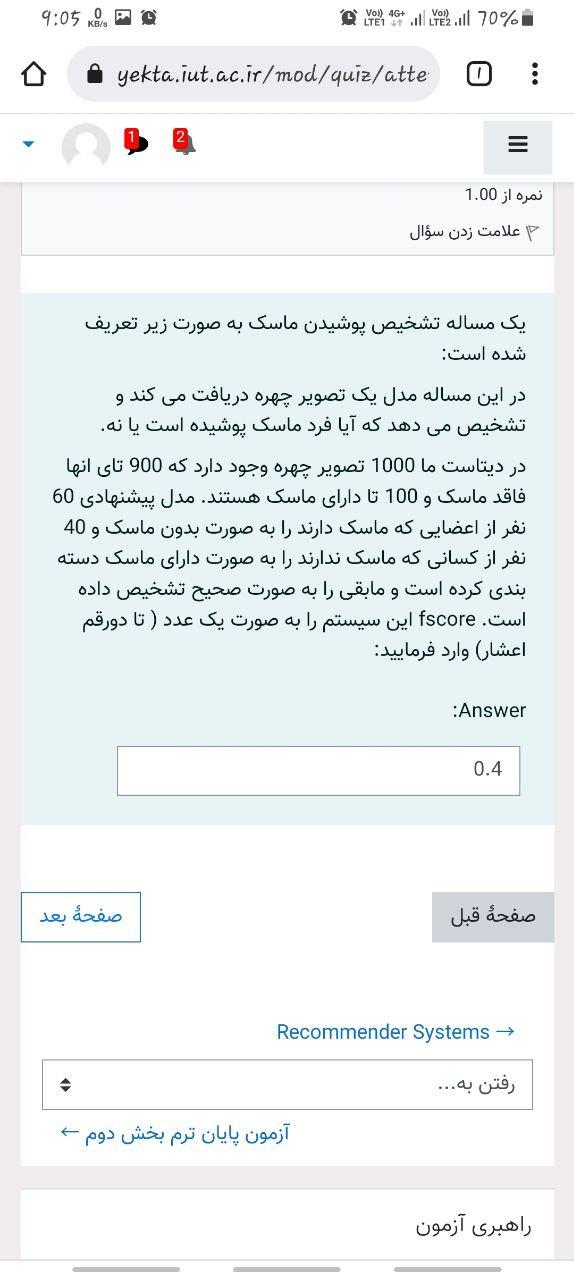 9:05 0 KB/s Vo)) LTE1 4G+ Vo)) LTE2 70%
yekta.iut.ac.ir/mod/quiz/atte
1 2
نمره از 1.00
علامت زدن سؤال
یک مساله تشخیص پوشیدن ماسک به صورت زیر تعریف
شده است:
در این مساله مدل یک تصویر چهره دریافت می کند و
تشخیص می دهد که آیا فرد ماسک پوشیده است یا نه.
در دیتاست ما 1000 تصویر چهره وجود دارد که 900 تای انها
فاقد ماسک و 100 تا دارای ماسک هستند. مدل پیشنهادی 60
نفر از اعضایی که ماسک دارند را به صورت بدون ماسک و 40
نفر از کسانی که ماسک ندارند را به صورت دارای ماسک دسته
بندی کرده است و مابقی را به صورت صحیح تشخیص داده
است. fscore این سیستم را به صورت یک عدد ( تا دورقم
اعشار) وارد فرمایید:
Answer:
0.4
صفحهٔ قبل
صفحهٔ بعد
Recommender Systems →
رفتن به...
آزمون پایان ترم بخش دوم ←
راهبری آزمون